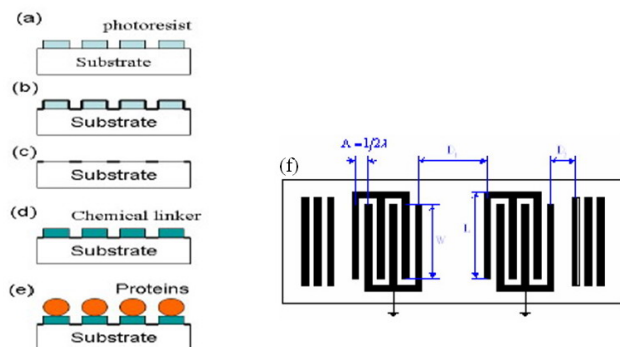 (a)
photoresist
Substrate
(b)
Substrate
(c)
Substrate
(d)
Chemical linker
Substrate
(e)
Proteins
Substrate
(f)
Λ = 1/2λ
W
L